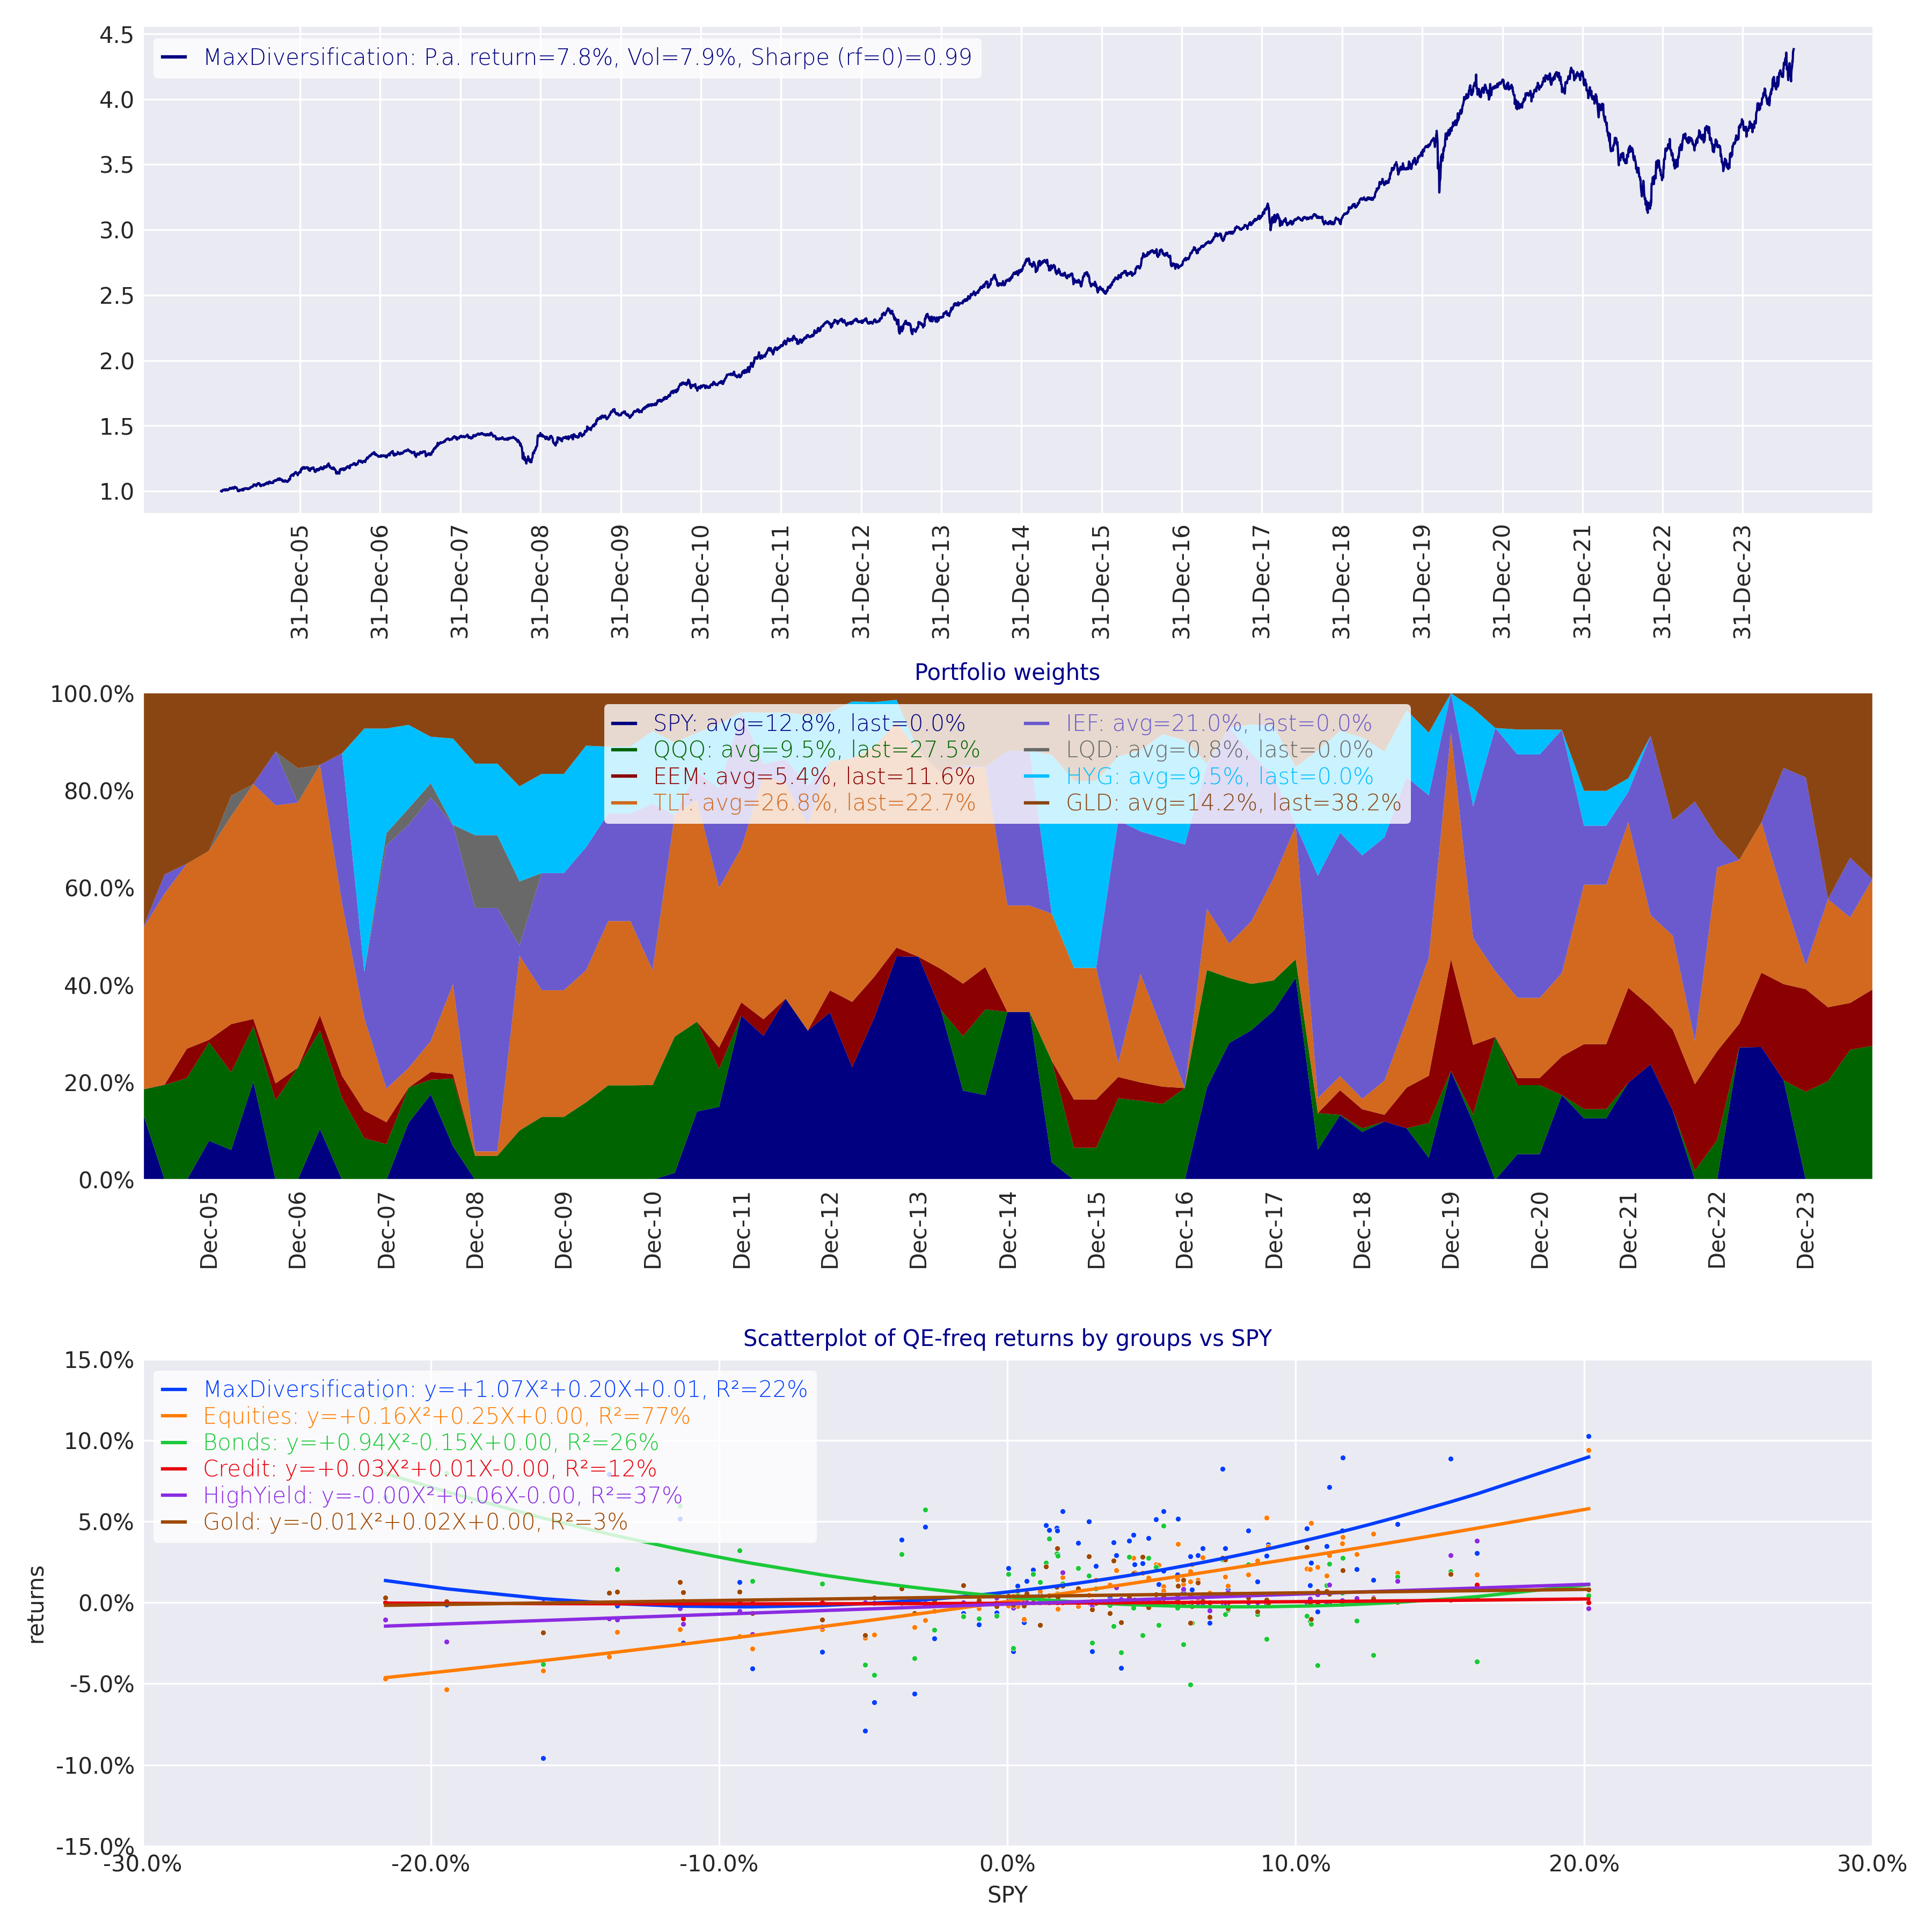 4.5
4.0
3.5
3.0
2.5
2.0
1.5
1.0
MaxDiversification: P.a. return=7.8%, Vol=7.9%, Sharpe (rf=0)=0.99
31-Dec-05
31-Dec-06
31-Dec-07
31-Dec-08
31-Dec-09
31-Dec-10
31-Dec-11
31-Dec-12
31-Dec-13
31-Dec-14
31-Dec-15
31-Dec-16
31-Dec-17
31-Dec-18
31-Dec-19
31-Dec-20
31-Dec-21
31-Dec-22
31-Dec-23
Portfolio weights
100.0%
80.0%
60.0%
40.0%
20.0%
0.0%
SPY: avg=12.8%, last=0.0%
QQQ: avg=9.5%, last=27.5%
EEM: avg=5.4%, last=11.6%
TLT: avg=26.8%, last=22.7%
IEF: avg=21.0%, last=0.0%
LQD: avg=0.8%, last=0.0%
HYG: avg=9.5%, last=0.0%
GLD: avg=14.2%, last=38.2%
Dec-05
Dec-06
Dec-07
Dec-08
Dec-09
Dec-10
Dec-11
Dec-12
Dec-13
Dec-14
Dec-15
Dec-16
Dec-17
Dec-18
Dec-19
Dec-20
Dec-21
Dec-22
Dec-23
Scatterplot of QE-freq returns by groups vs SPY
15.0%
10.0%
5.0%
0.0%
-5.0%
-10.0%
-15.0%
returns
MaxDiversification: y=+1.07X²+0.20X+0.01, R²=22%
Equities: y=+0.16X²+0.25X+0.00, R²=77%
Bonds: y=+0.94X²-0.15X+0.00, R²=26%
Credit: y=+0.03X²+0.01X-0.00, R²=12%
HighYield: y=-0.00X²+0.06X-0.00, R²=37%
Gold: y=-0.01X²+0.02X+0.00, R²=3%
-30.0%
-20.0%
-10.0%
0.0%
10.0%
20.0%
30.0%
SPY